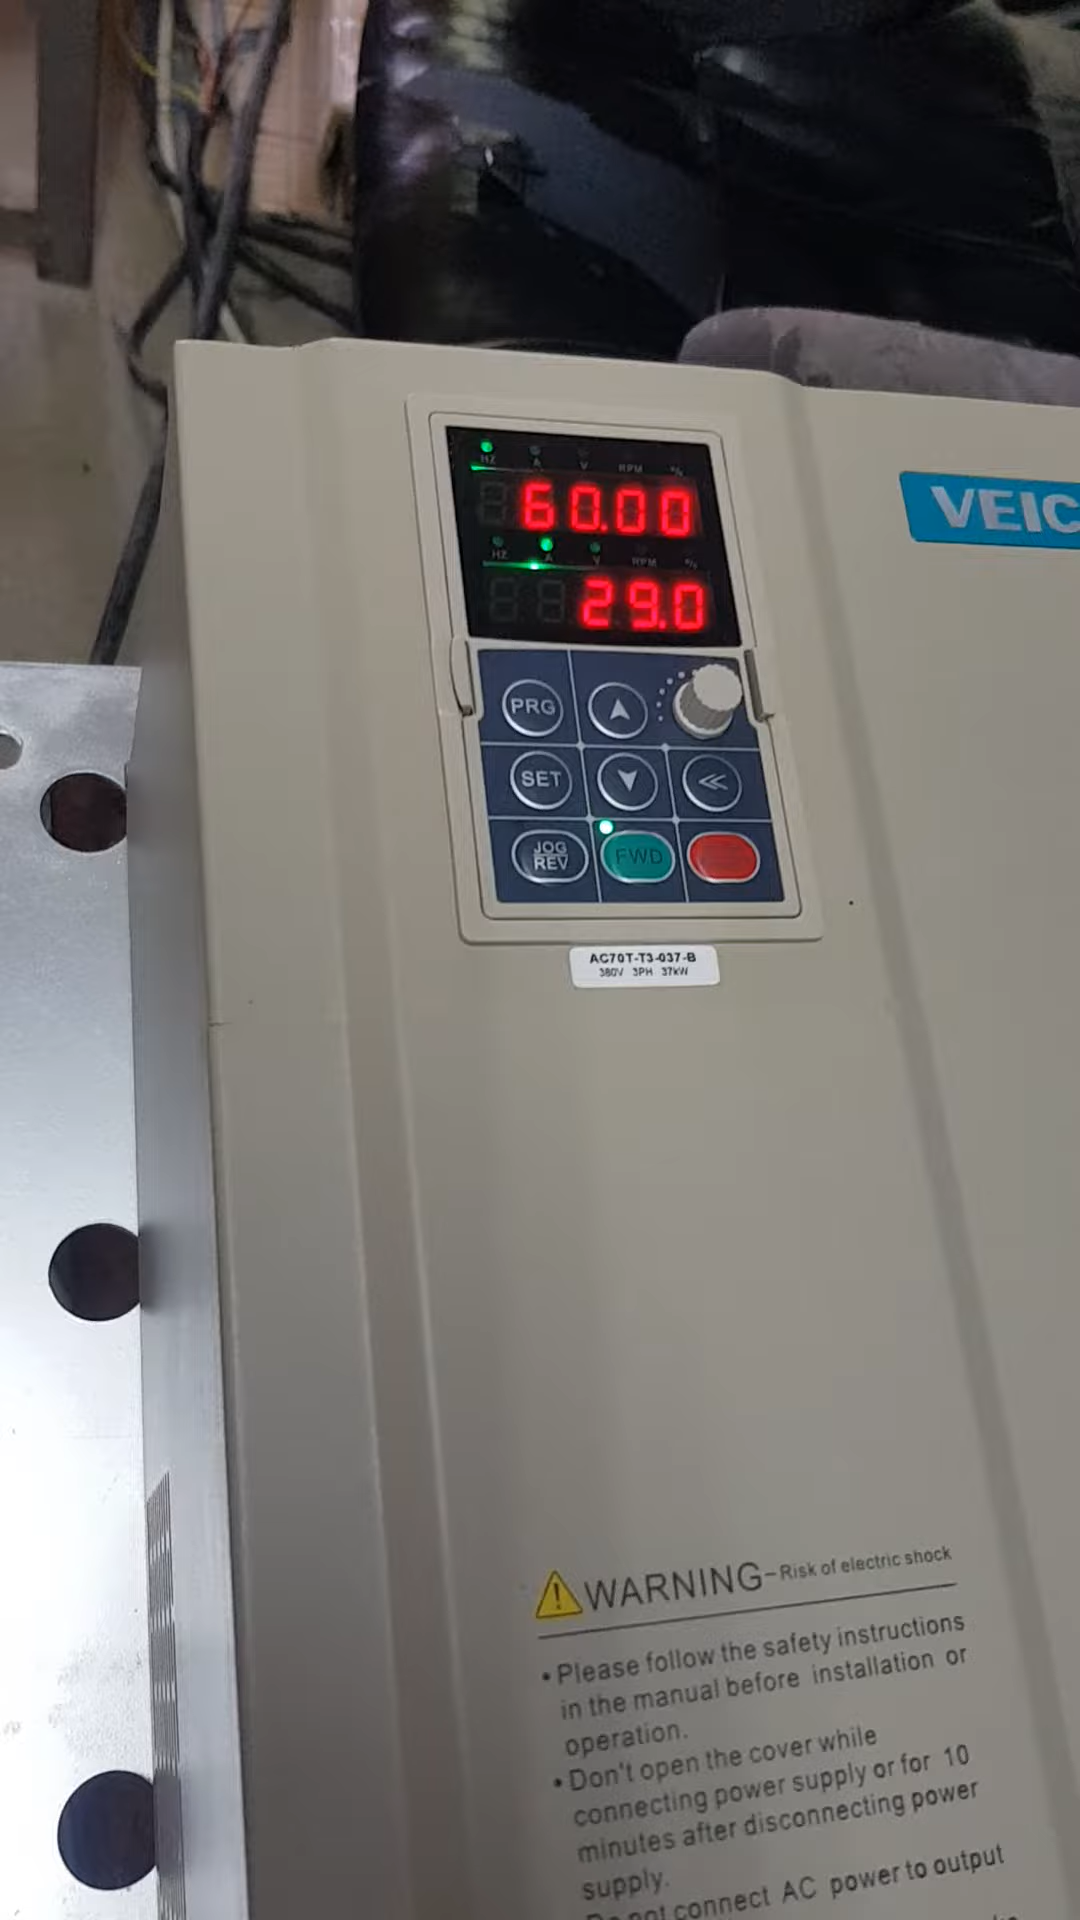 HZ A V RPM %
60.00
HZ A V RPM %
29.0
VEIC
PRG
SET
JOG
REV
FWD
AC70T-T3-037-B
380V 3PH 37kW
WARNING-Risk of electric shock
•Please follow the safety instructions
in the manual before installation or
operation.
•Don't open the cover while
connecting power supply or for 10
minutes after disconnecting power
supply.
not connect AC power to output